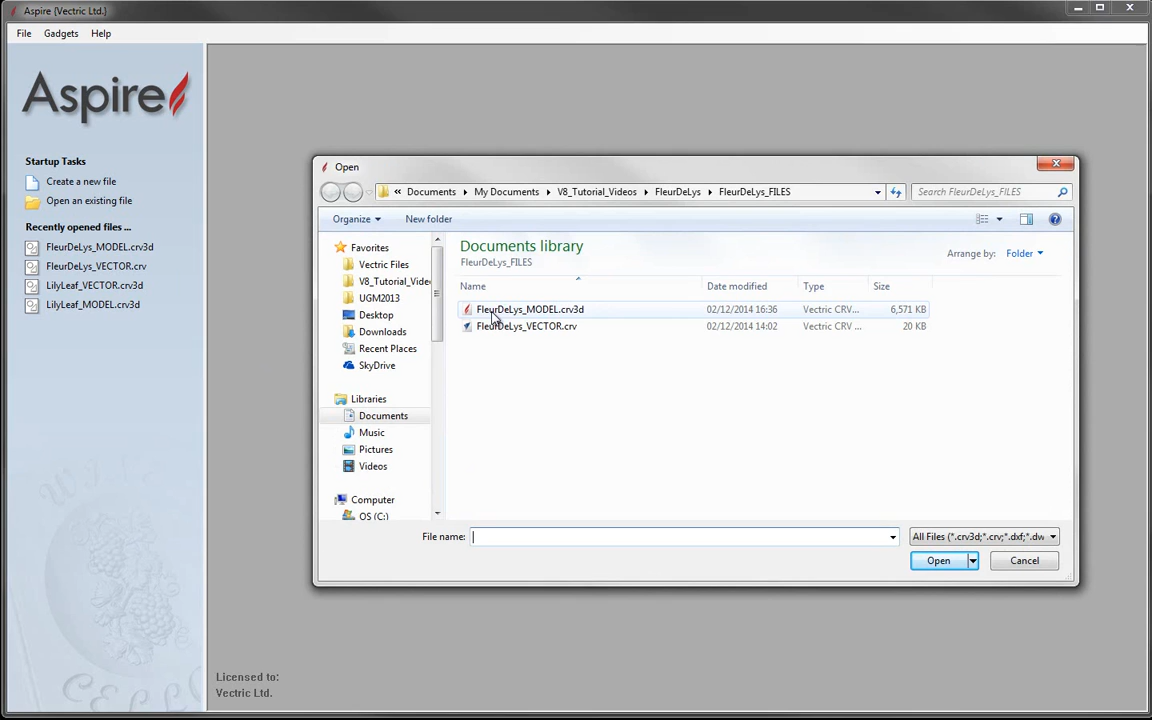 Aspire (Vectric Ltd.)
File Gadgets Help
Aspire
Startup Tasks
Create a new file
Open an existing file
Recently opened files ...
FleurDeLys_MODEL.crv3d
FleurDeLys_VECTOR.crv
LilyLeaf_VECTOR.crv3d
LilyLeaf_MODEL.crv3d
Open
« Documents My Documents V8_Tutorial_Videos FleurDeLys FleurDeLys_FILES
Search FleurDeLys_FILES
Organize New folder
Favorites
Vectric Files
V8_Tutorial_Videc
UGM2013
Desktop
Downloads
Recent Places
SkyDrive
Libraries
Documents
Music
Pictures
Videos
Computer
OS (C:)
Documents library
FleurDeLys_FILES
Arrange by: Folder
Name Date modified Type Size
FleurDeLys_MODEL.crv3d 02/12/2014 16:36 Vectric CRV ... 6,571 KB
FleurDeLys_VECTOR.crv 02/12/2014 14:02 Vectric CRV ... 20 KB
File name: All Files (*.crv3d;*.crv;*.dxf;*.dw
Open Cancel
Licensed to:
Vectric Ltd.